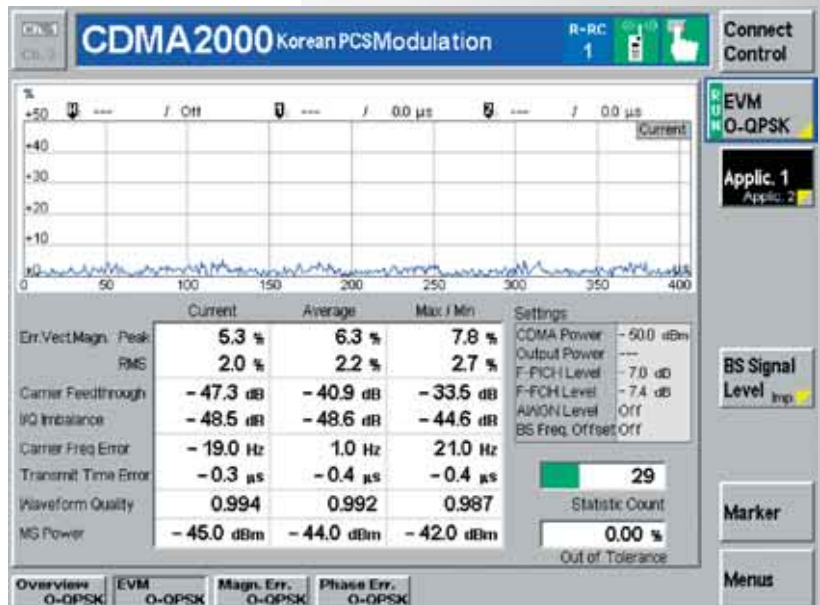 CDMA2000 Korean PCS Modulation
R-RC
1
Connect
Control
%
+50 --- / Off --- / 0.0 µs 2 --- / 0.0 µs
Current
+40
+30
+20
+10
±0 µs
0 50 100 150 200 250 300 350 400
RUN
EVM
O-QPSK
Applic. 1
Applic. 2
BS Signal
Level Imp.
Marker
Menus
Current Average Max / Min
Err.Vect.Magn. Peak 5.3 % 6.3 % 7.8 %
RMS 2.0 % 2.2 % 2.7 %
Carrier Feedthrough - 47.3 dB - 40.9 dB - 33.5 dB
I/Q Imbalance - 48.5 dB - 48.6 dB - 44.6 dB
Carrier Freq Error - 19.0 Hz 1.0 Hz 21.0 Hz
Transmit Time Error - 0.3 µs - 0.4 µs - 0.4 µs
Waveform Quality 0.994 0.992 0.987
MS Power - 45.0 dBm - 44.0 dBm - 42.0 dBm
Settings
CDMA Power - 50.0 dBm
Output Power ---
F-PICH Level - 7.0 dB
F-FCH Level - 7.4 dB
AWGN Level Off
BS Freq. Offset Off
29
Statistic Count
0.00 %
Out of Tolerance
Overview O-QPSK
EVM O-QPSK
Magn. Err. O-QPSK
Phase Err. O-QPSK